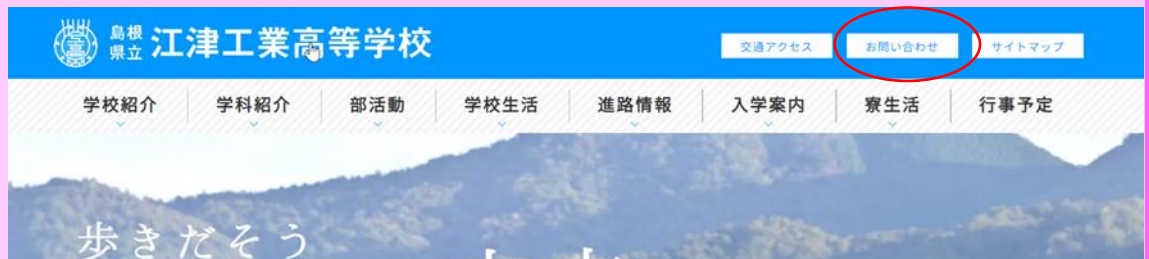 島根県立 江津工業高等学校
交通アクセス お問い合わせ サイトマップ
学校紹介 学科紹介 部活動 学校生活 進路情報 入学案内 寮生活 行事予定
歩きだそう